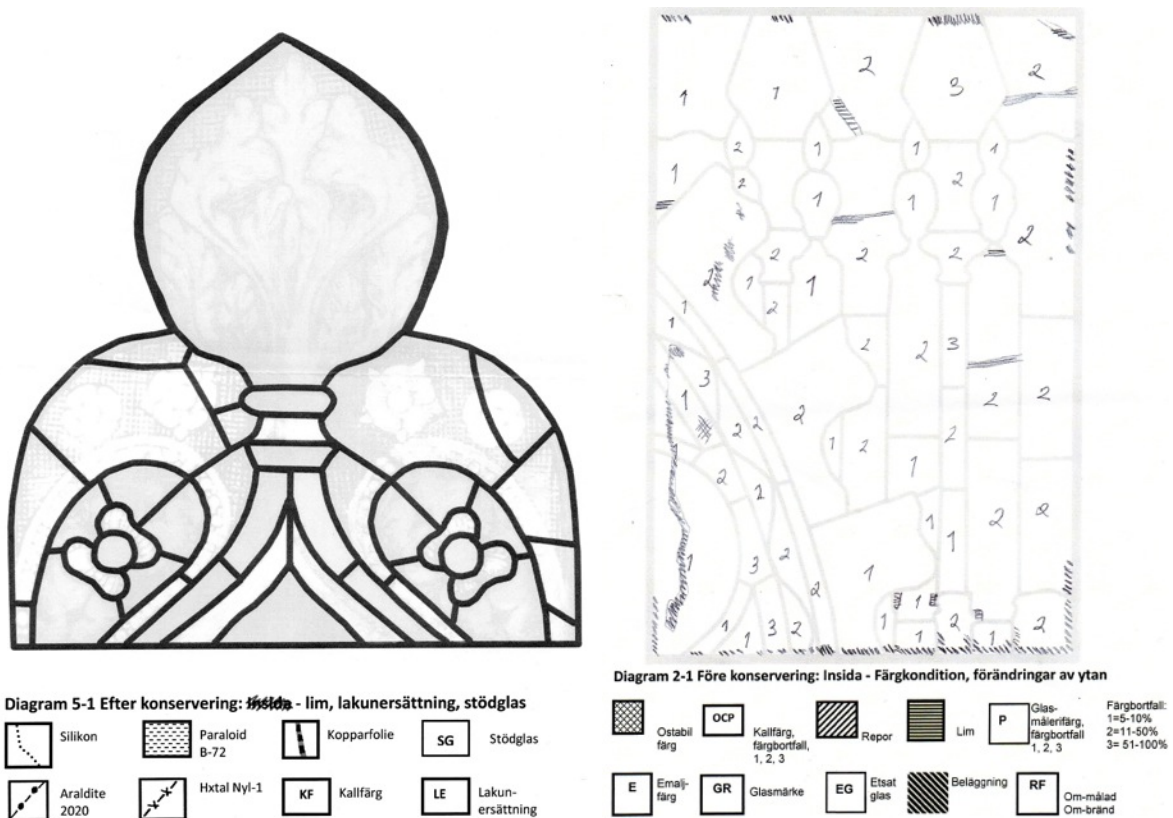 Diagram 5-1 Efter konservering: Insida - lim, lakunersättning, stödglas
Silikon
Paraloid
B-72
Kopparfolie
SG
Stödglas
Araldite
2020
Hxtal Nyl-1
KF
Kallfärg
LE
Lakun-
ersättning
2
2
1
1
3
2
1
1
1
1
2
2
1
1
1
2
2
2
2
2
1
1
2
1
1
2
2
3
3
1
2
2
2
2
2
1
2
2
1
2
2
1
2
2
1
1
3
2
1
2
1
1
1
2
2
1
1
3
2
1
1
Diagram 2-1 Före konservering: Insida - Färgkondition, förändringar av ytan
Ostabil
färg
OCP
Kallfärg,
färgbortfall,
1, 2, 3
Repor
Lim
P
Glas-
målerifärg,
färgbortfall
1, 2, 3
Färgbortfall:
1=5-10%
2=11-50%
3= 51-100%
E
Emalj-
färg
GR
Glasmärke
EG
Etsat
glas
Beläggning
RF
Om-målad
Om-bränd